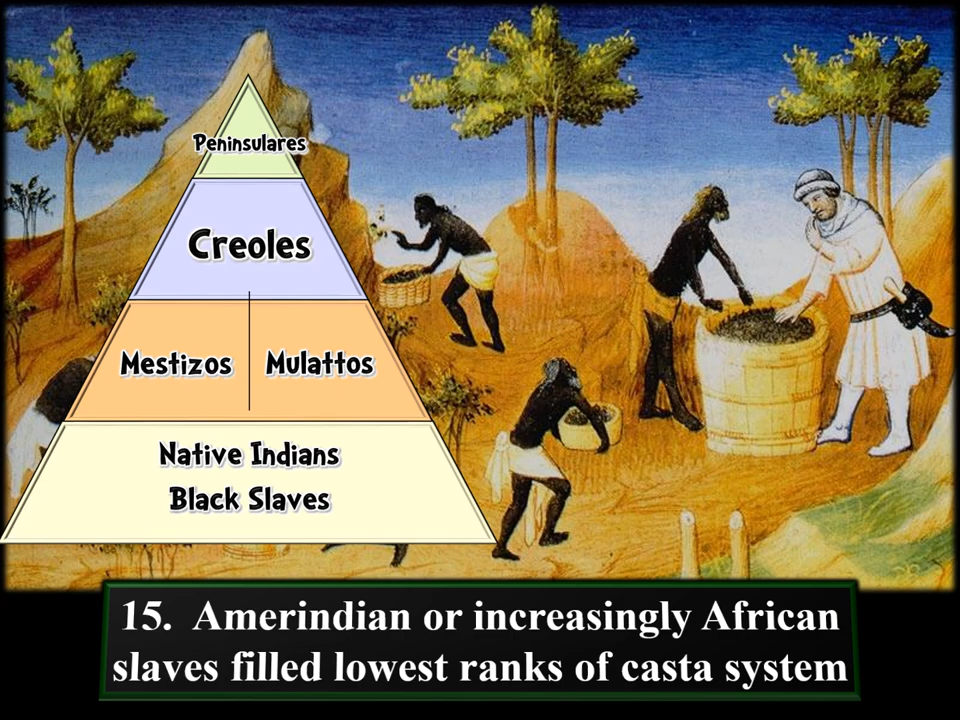 Peninsulares
Creoles
Mestizos Mulattos
Native Indians
Black Slaves
15. Amerindian or increasingly African
slaves filled lowest ranks of casta system